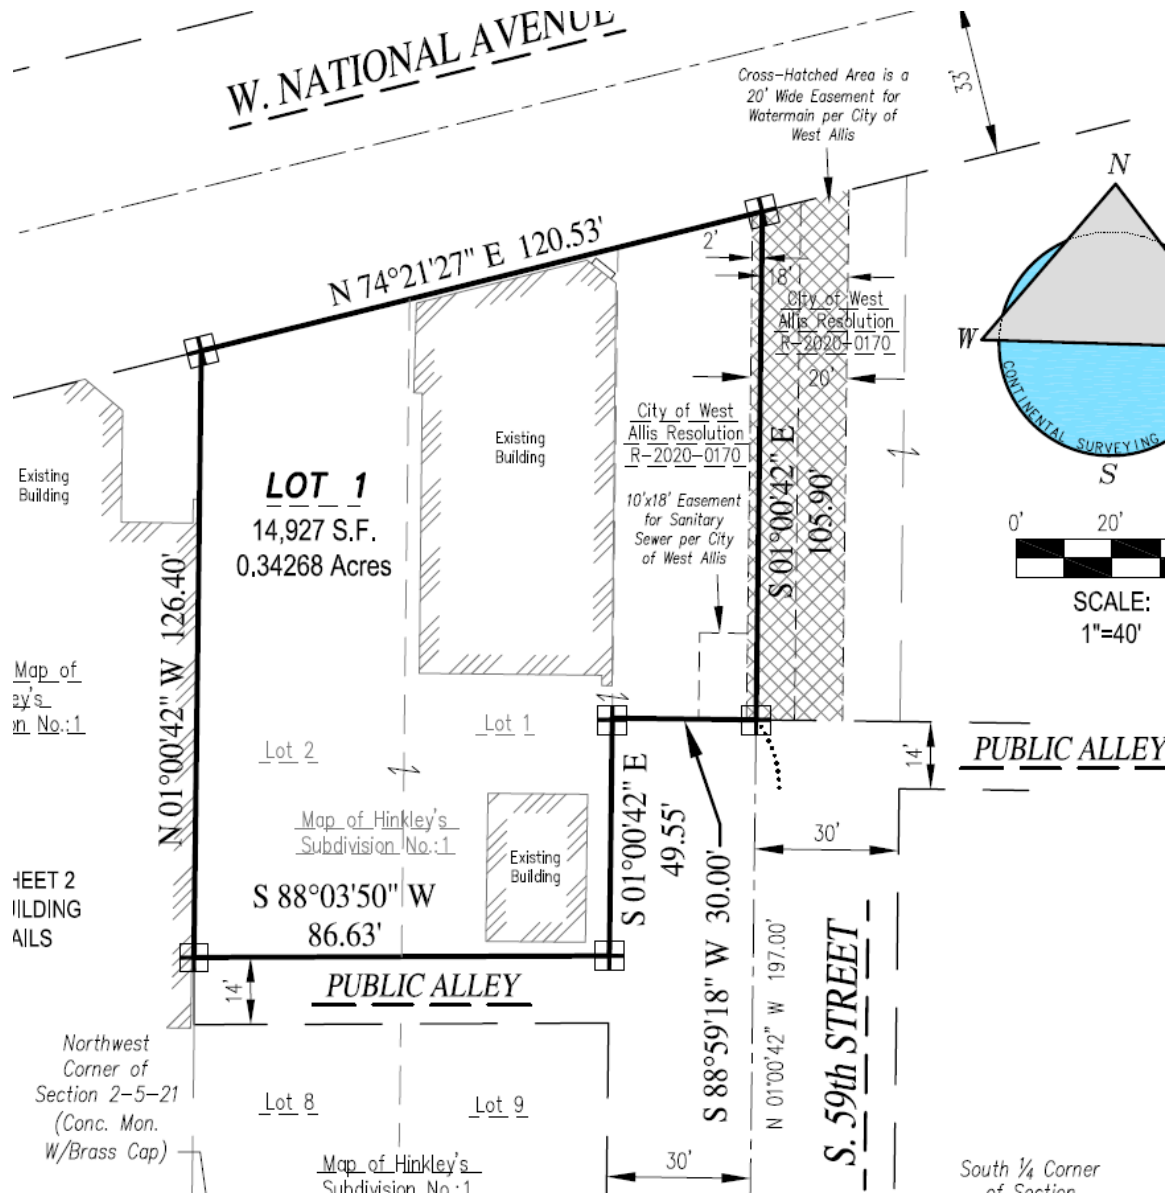 W. NATIONAL AVENUE
33'
Cross-Hatched Area is a
20' Wide Easement for
Watermain per City of
West Allis
N
W
S
CONTINENTAL SURVEYING
N 74°21'27" E 120.53'
2'
18'
City of West
Allis Resolution
R-2020-0170
20'
City of West
Allis Resolution
R-2020-0170
10'x18' Easement
for Sanitary
Sewer per City
of West Allis
S 01°00'42" E
105.90'
0'
20'
SCALE:
1"=40'
Existing
Building
Existing
Building
LOT 1
14,927 S.F.
0.34268 Acres
N 01°00'42" W 126.40'
Map of
ey's
on No.:1
Lot 2
Lot 1
Map of Hinkley's
Subdivision No.:1
Existing
Building
S 01°00'42" E
49.55'
S 88°59'18" W 30.00'
14'
PUBLIC ALLEY
30'
HEET 2
ILDING
AILS
S 88°03'50" W
86.63'
N 01°00'42" W 197.00'
S. 59th STREET
14'
PUBLIC ALLEY
Northwest
Corner of
Section 2-5-21
(Conc. Mon.
W/Brass Cap)
Lot 8
Lot 9
30'
Map of Hinkley's
Subdivision No.:1
South ¼ Corner
of Section